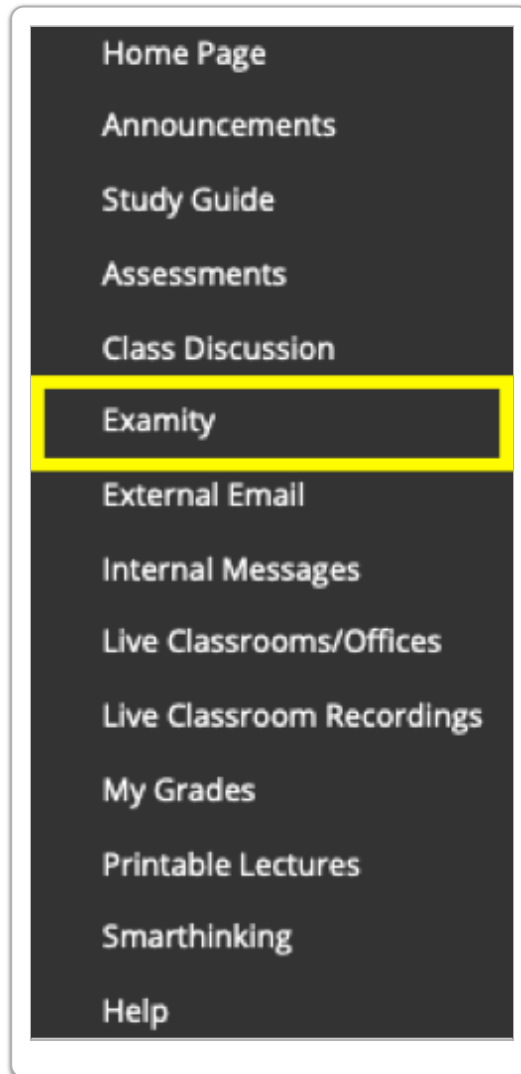 Home Page
Announcements
Study Guide
Assessments
Class Discussion
Examity
External Email
Internal Messages
Live Classrooms/Offices
Live Classroom Recordings
My Grades
Printable Lectures
Smarthinking
Help